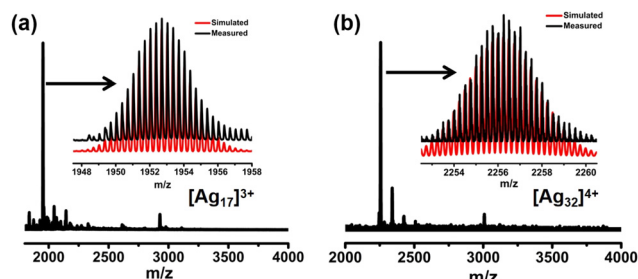 (a)
Simulated
Measured
1948 1950 1952 1954 1956 1958
m/z
[Ag17]3+
2000 2500 3000 3500 4000
m/z
(b)
Simulated
Measured
2254 2256 2258 2260
m/z
[Ag32]4+
2000 2500 3000 3500 4000
m/z